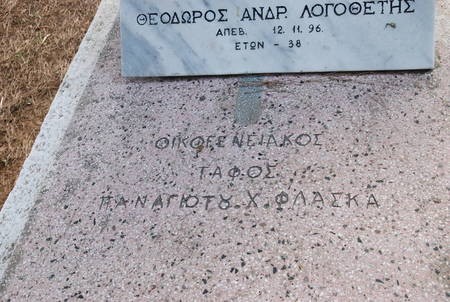 ΘΕΟΔΩΡΟΣ ΑΝΔΡ. ΛΟΓΟΘΕΤΗΣ
ΑΠΕΒ. 12. 11. 96.
ΕΤΩΝ - 38
ΟΙΚΟΓΕΝΕΙΑΚΟΣ
ΤΑΦΟΣ
ΠΑΝΑΓΙΩΤΟΥ Χ. ΦΛΑΣΚΑ